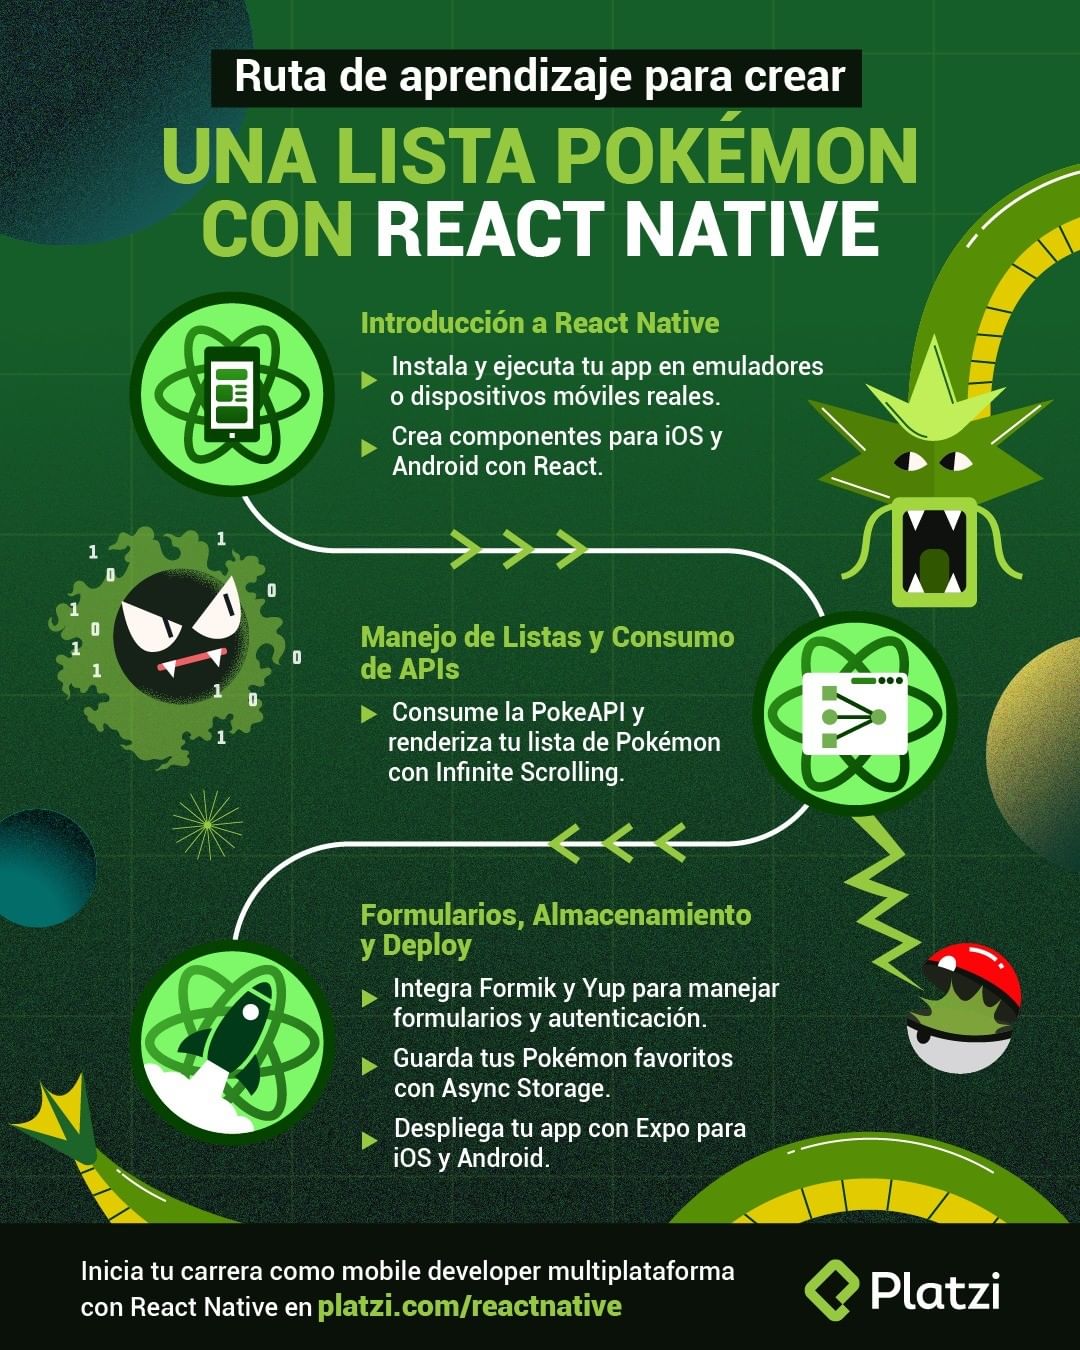 Ruta de aprendizaje para crear
UNA LISTA POKÉMON
CON REACT NATIVE
Introducción a React Native
Instala y ejecuta tu app en emuladores
o dispositivos móviles reales.
Crea componentes para iOS y
Android con React.
1
1
0
0
1
0
1
0
1
1
0
1
Manejo de Listas y Consumo
de APIs
Consume la PokeAPI y
renderiza tu lista de Pokémon
con Infinite Scrolling.
Formularios, Almacenamiento
y Deploy
Integra Formik y Yup para manejar
formularios y autenticación.
Guarda tus Pokémon favoritos
con Async Storage.
Despliega tu app con Expo para
iOS y Android.
Inicia tu carrera como mobile developer multiplataforma
con React Native en platzi.com/reactnative
Platzi